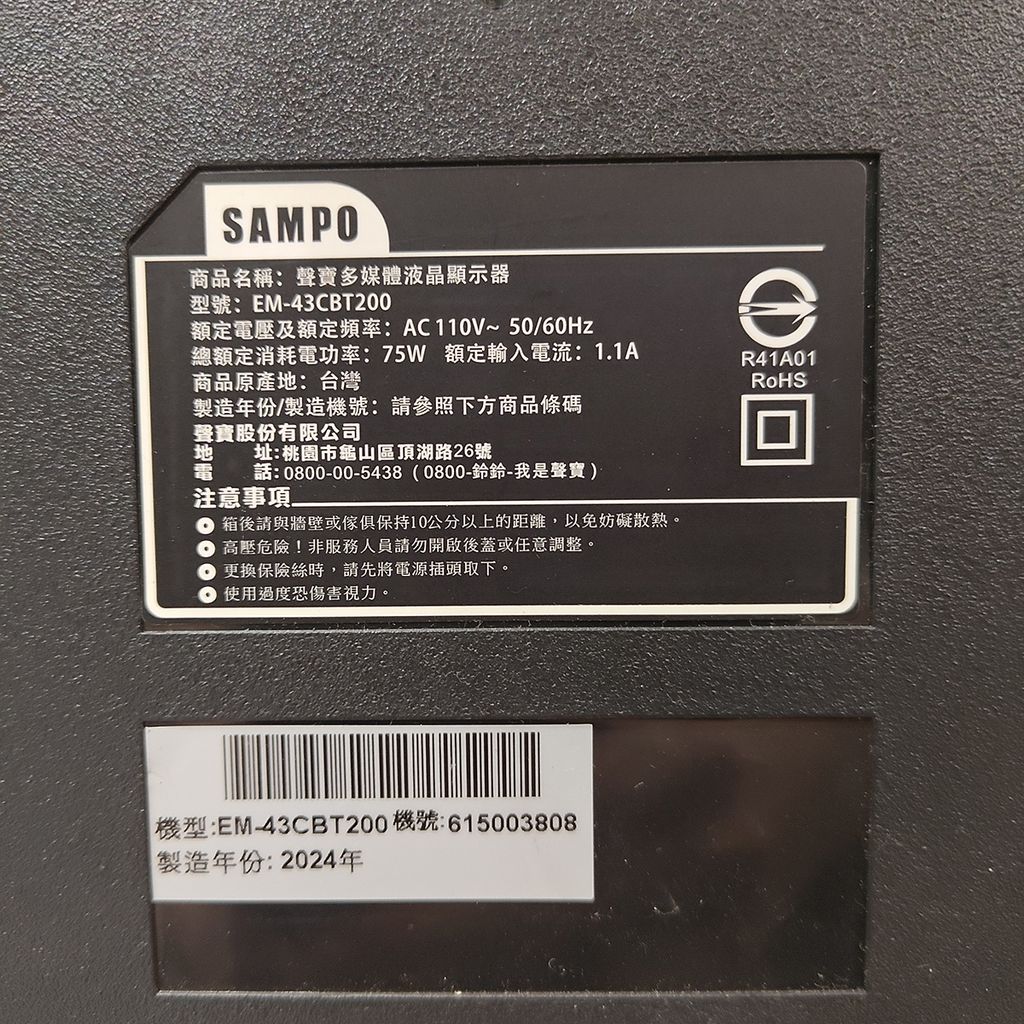 SAMPO
商品名稱：聲寶多媒體液晶顯示器
型號：EM-43CBT200
額定電壓及額定頻率：AC 110V~ 50/60Hz
總額定消耗電功率：75W 額定輸入電流：1.1A
商品原產地：台灣
製造年份/製造機號：請參照下方商品條碼
聲寶股份有限公司
地 址:桃園市龜山區頂湖路26號
電 話:0800-00-5438（0800-鈴鈴-我是聲寶）
R41A01
RoHS
注意事項
箱後請與牆壁或傢俱保持10公分以上的距離，以免妨礙散熱。
高壓危險！非服務人員請勿開啟後蓋或任意調整。
更換保險絲時，請先將電源插頭取下。
使用過度恐傷害視力。
機型:EM-43CBT200 機號:615003808
製造年份: 2024年